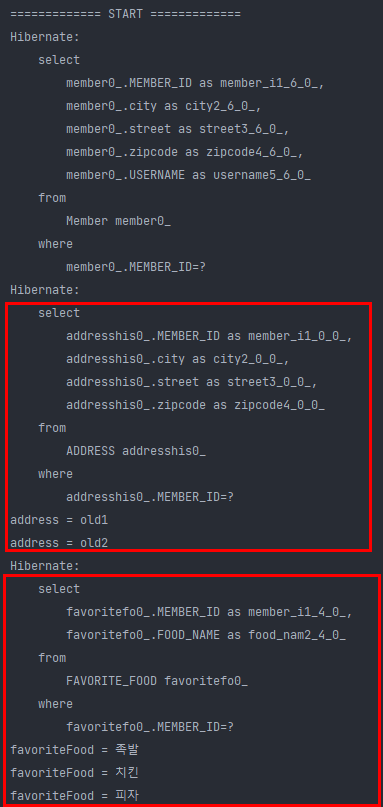 ============= START =============
Hibernate:
    select
        member0_.MEMBER_ID as member_i1_6_0_,
        member0_.city as city2_6_0_,
        member0_.street as street3_6_0_,
        member0_.zipcode as zipcode4_6_0_,
        member0_.USERNAME as username5_6_0_
    from
        Member member0_
    where
        member0_.MEMBER_ID=?
Hibernate:
    select
        addresshis0_.MEMBER_ID as member_i1_0_0_,
        addresshis0_.city as city2_0_0_,
        addresshis0_.street as street3_0_0_,
        addresshis0_.zipcode as zipcode4_0_0_
    from
        ADDRESS addresshis0_
    where
        addresshis0_.MEMBER_ID=?
address = old1
address = old2
Hibernate:
    select
        favoritefo0_.MEMBER_ID as member_i1_4_0_,
        favoritefo0_.FOOD_NAME as food_nam2_4_0_
    from
        FAVORITE_FOOD favoritefo0_
    where
        favoritefo0_.MEMBER_ID=?
favoriteFood = 족발
favoriteFood = 치킨
favoriteFood = 피자